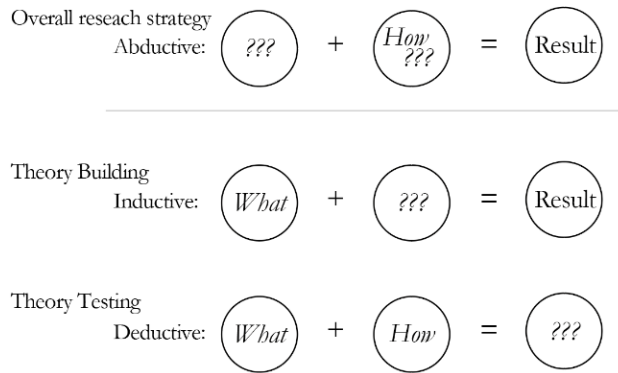 Overall reseach strategy
Abductive: ??? + How ??? = Result
Theory Building
Inductive: What + ??? = Result
Theory Testing
Deductive: What + How = ???